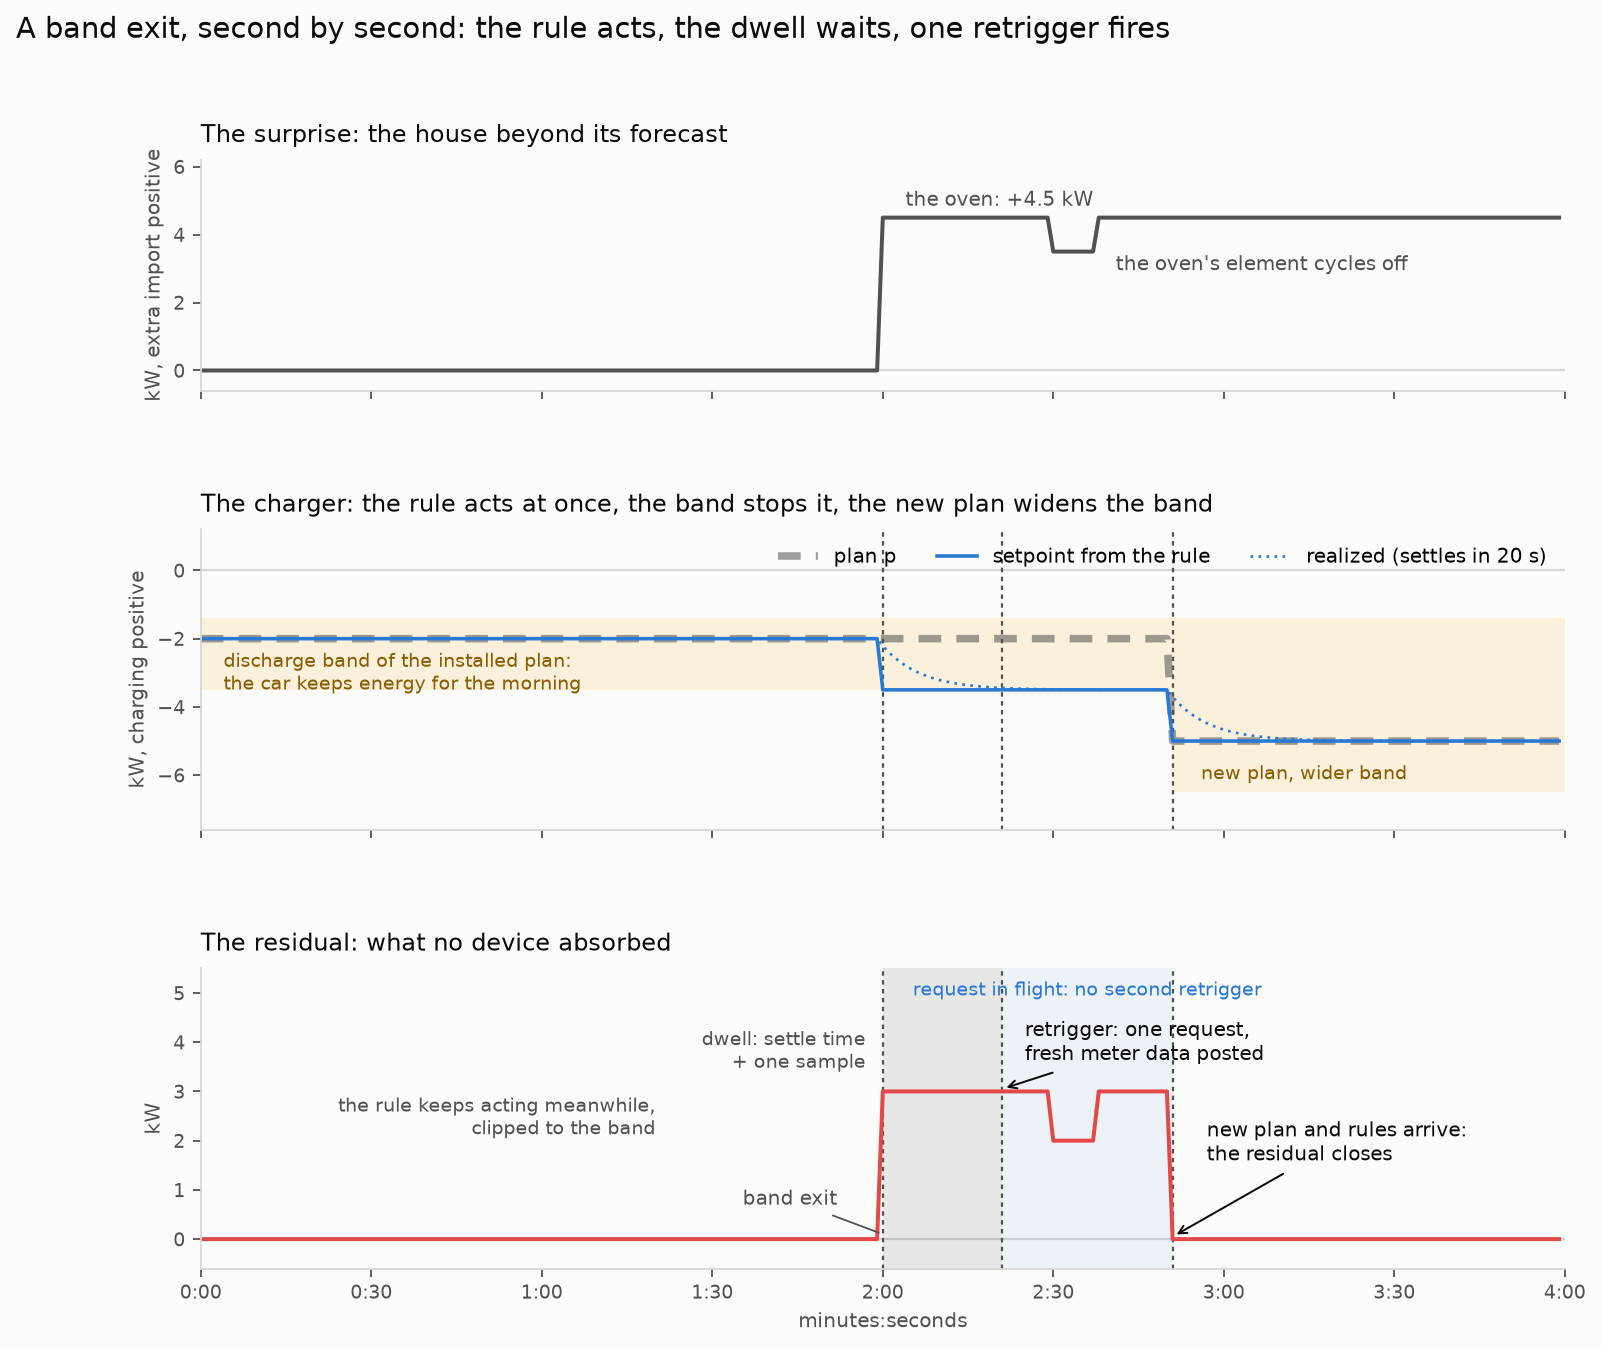 A band exit, second by second: the rule acts, the dwell waits, one retrigger fires
The surprise: the house beyond its forecast
kW, extra import positive
6
4
2
0
the oven: +4.5 kW
the oven's element cycles off
The charger: the rule acts at once, the band stops it, the new plan widens the band
kW, charging positive
0
−2
−4
−6
plan p
setpoint from the rule
realized (settles in 20 s)
discharge band of the installed plan:
the car keeps energy for the morning
new plan, wider band
The residual: what no device absorbed
kW
5
4
3
2
1
0
request in flight: no second retrigger
dwell: settle time
+ one sample
retrigger: one request,
fresh meter data posted
the rule keeps acting meanwhile,
clipped to the band
new plan and rules arrive:
the residual closes
band exit
0:00
0:30
1:00
1:30
2:00
2:30
3:00
3:30
4:00
minutes:seconds